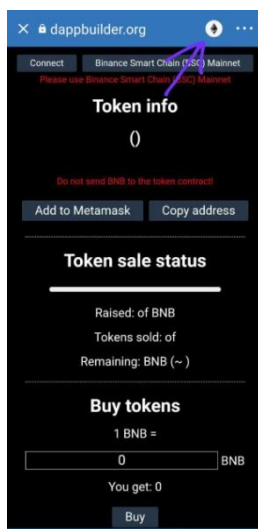 dappbuilder.org
Connect Binance Smart Chain (BSC) Mainnet
Please use Binance Smart Chain (BSC) Mainnet
Token info
()
Do not send BNB to the token contract!
Add to Metamask Copy address
Token sale status
Raised: of BNB
Tokens sold: of
Remaining: BNB (~ )
Buy tokens
1 BNB =
0 BNB
You get: 0
Buy